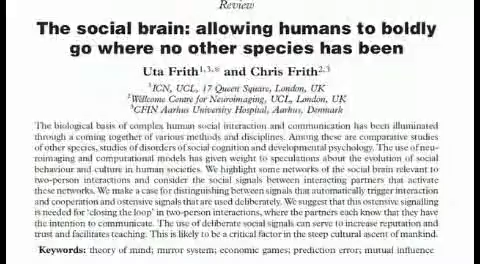 Review
The social brain: allowing humans to boldly
go where no other species has been
Uta Frith1,3,* and Chris Frith2,3
1ICN, UCL, 17 Queen Square, London, UK
2Wellcome Centre for Neuroimaging, UCL, London, UK
3CFIN Aarhus University Hospital, Aarhus, Denmark
The biological basis of complex human social interaction and communication has been illuminated
through a coming together of various methods and disciplines. Among these are comparative studies
of other species, studies of disorders of social cognition and developmental psychology. The use of neu-
roimaging and computational models has given weight to speculations about the evolution of social
behaviour and culture in human societies. We highlight some networks of the social brain relevant to
two-person interactions and consider the social signals between interacting partners that activate
these networks. We make a case for distinguishing between signals that automatically trigger interaction
and cooperation and ostensive signals that are used deliberately. We suggest that this ostensive signalling
is needed for 'closing the loop' in two-person interactions, where the partners each know that they have
the intention to communicate. The use of deliberate social signals can serve to increase reputation and
trust and facilitates teaching. This is likely to be a critical factor in the steep cultural ascent of mankind.
Keywords: theory of mind; mirror system; economic games; prediction error; mutual influence